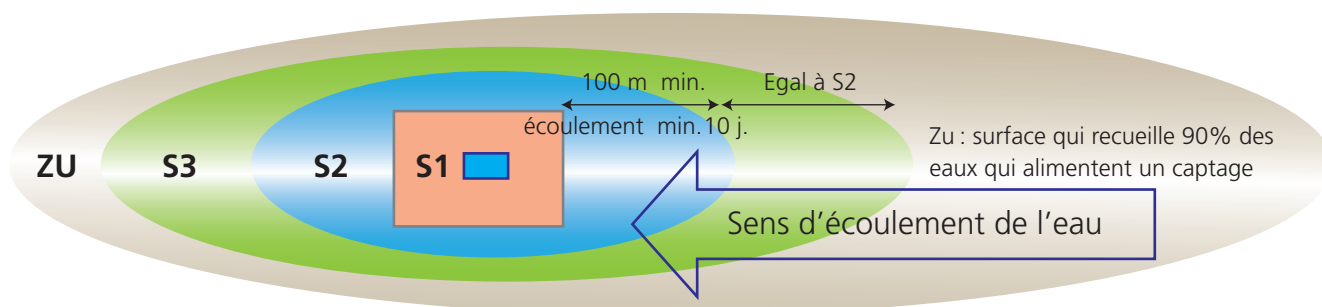 100 m min.
Egal à S2
écoulement min.10 j.
Zu : surface qui recueille 90% des
eaux qui alimentent un captage
ZU
S3
S2
S1
Sens d'écoulement de l'eau